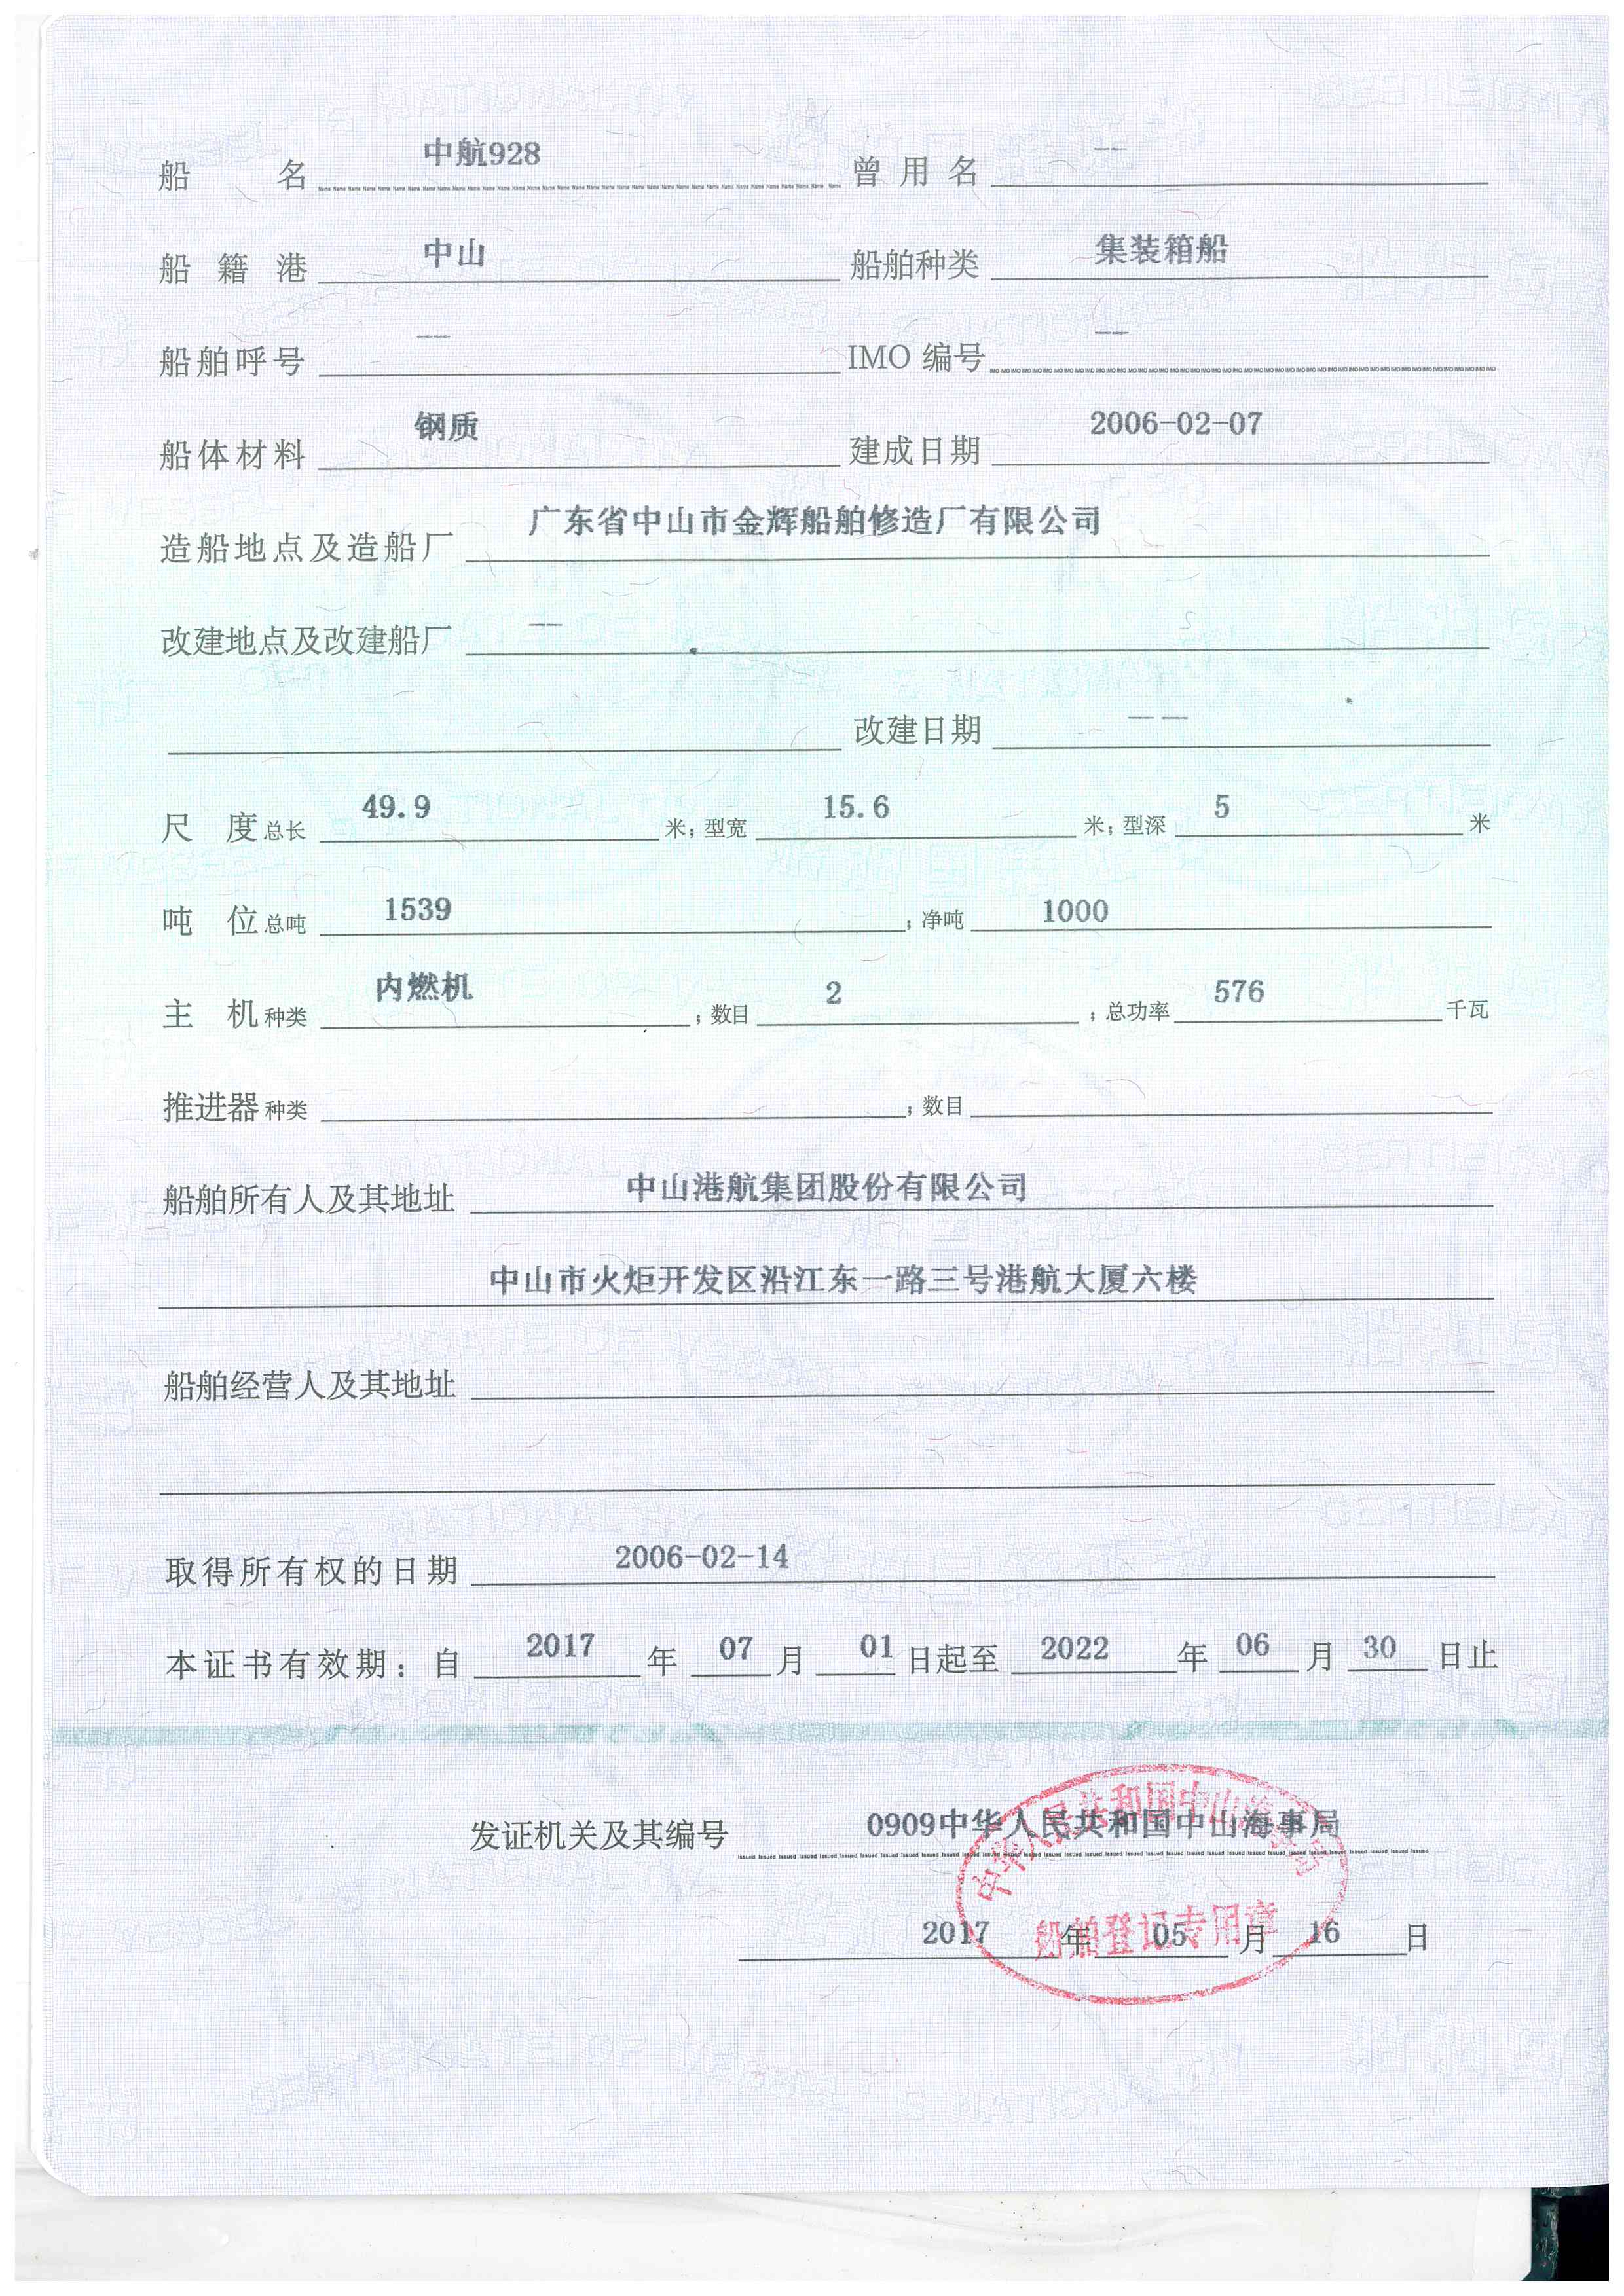 船 名 中航928 曾用名 ——
船籍港 中山 船舶种类 集装箱船
船舶呼号 —— IMO 编号 ——
船体材料 钢质 建成日期 2006-02-07
造船地点及造船厂 广东省中山市金辉船舶修造厂有限公司
改建地点及改建船厂 ——
改建日期 — —
尺 度 总长 49.9 米；型宽 15.6 米；型深 5 米
吨 位 总吨 1539 ；净吨 1000
主 机 种类 内燃机 ；数目 2 ；总功率 576 千瓦
推进器 种类 ；数目
船舶所有人及其地址 中山港航集团股份有限公司
中山市火炬开发区沿江东一路三号港航大厦六楼
船舶经营人及其地址
取得所有权的日期 2006-02-14
本证书有效期：自 2017 年 07 月 01 日起至 2022 年 06 月 30 日止
发证机关及其编号 0909中华人民共和国中山海事局
中华人民共和国中山海事局
船舶登记专用章
2017 年 05 月 16 日